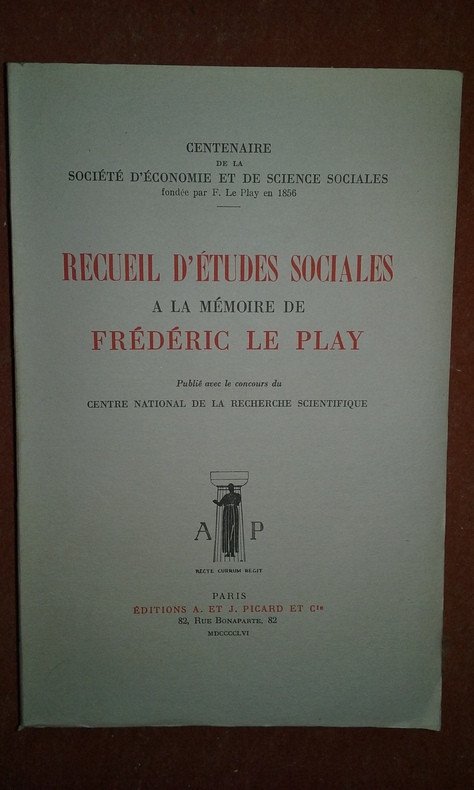 CENTENAIRE
DE LA
SOCIÉTÉ D'ÉCONOMIE ET DE SCIENCE SOCIALES
fondée par F. Le Play en 1856
RECUEIL D'ÉTUDES SOCIALES
A LA MÉMOIRE DE
FRÉDÉRIC LE PLAY
Publié avec le concours du
CENTRE NATIONAL DE LA RECHERCHE SCIENTIFIQUE
A P
RECTE CURRUM REGIT
PARIS
ÉDITIONS A. ET J. PICARD ET Cie
82, RUE BONAPARTE, 82
MDCCCCLVI